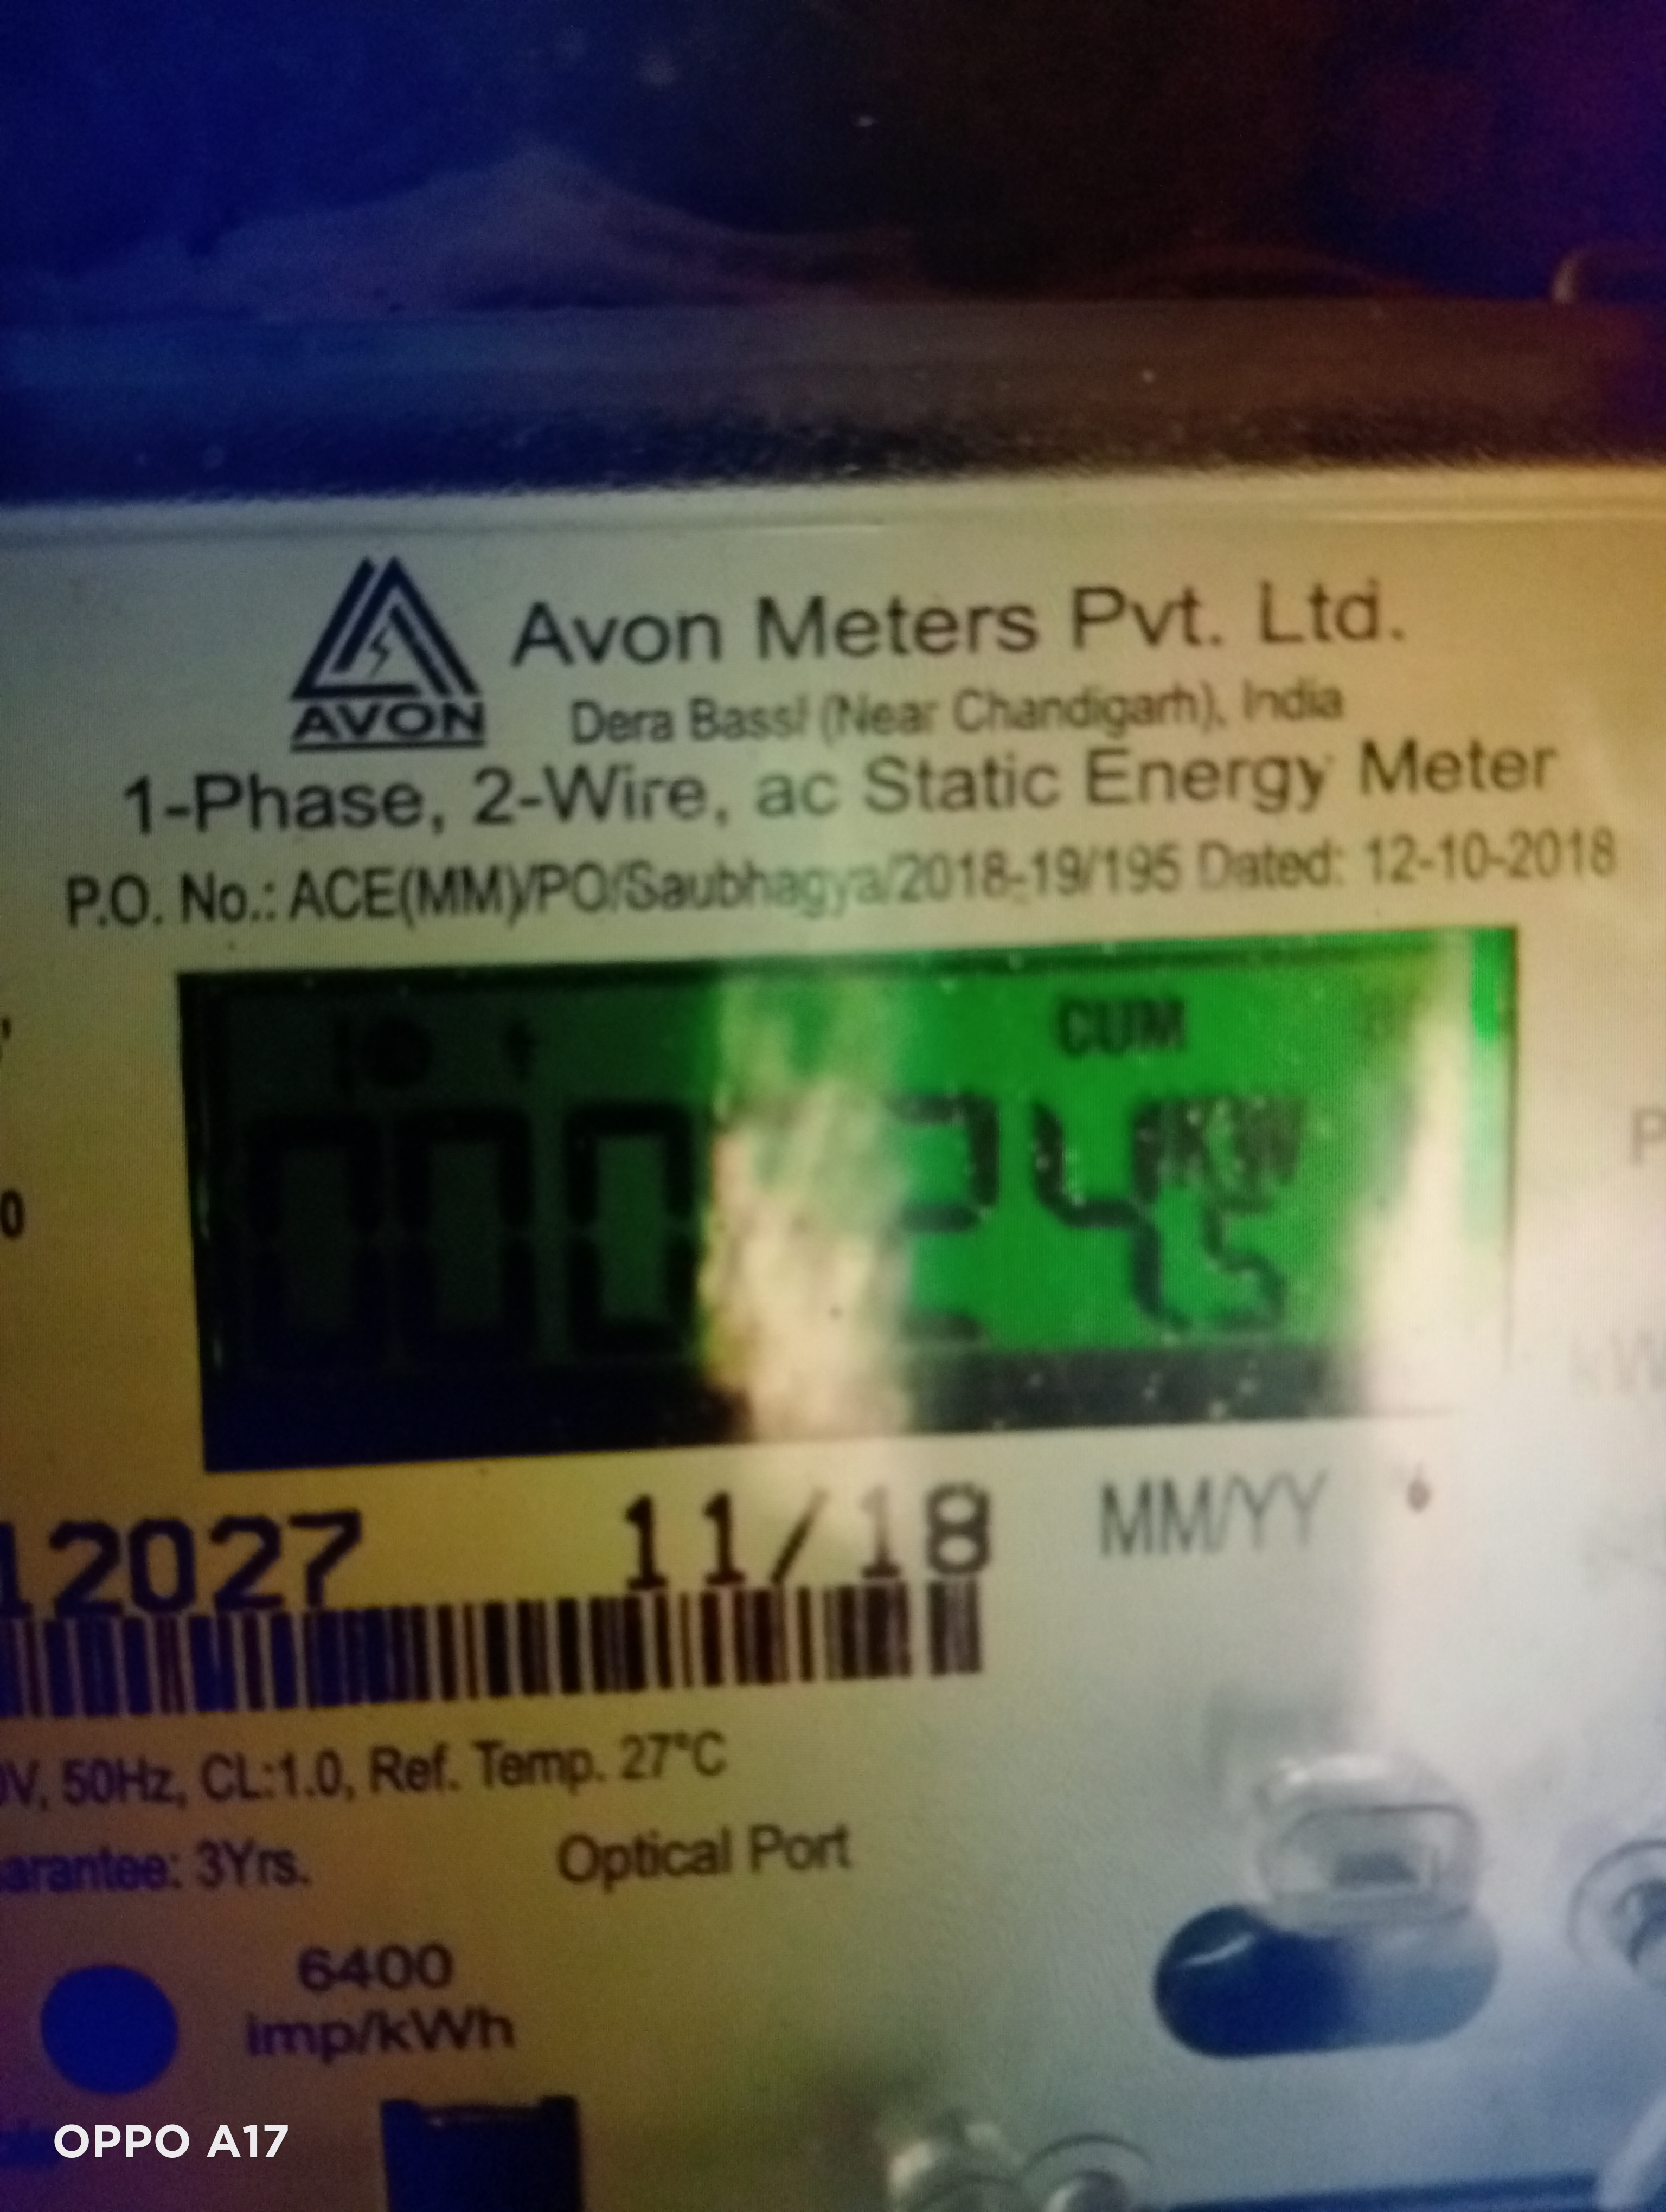 AVON
Avon Meters Pvt. Ltd.
Dera Bassi (Near Chandigarh), India
1-Phase, 2-Wire, ac Static Energy Meter
P.O. No.: ACE(MM)/PO/Saubhagya/2018-19/195 Dated: 12-10-2018
CUM
KW
12027 11/18 MM/YY
V, 50Hz, CL:1.0, Ref. Temp. 27°C
arantee: 3Yrs. Optical Port
6400
imp/kWh
OPPO A17